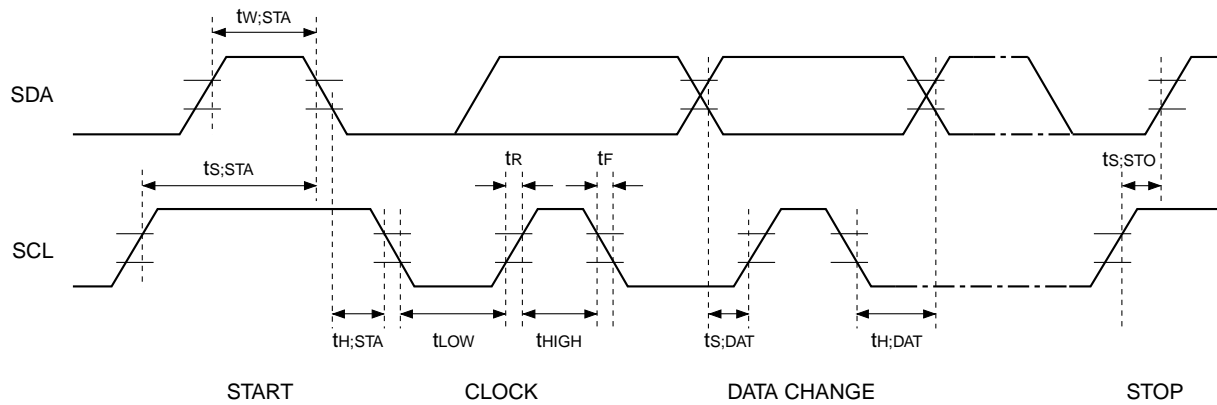 tW;STA
SDA
tS;STA
tR
tF
tS;STO
SCL
tH;STA
tLOW
tHIGH
tS;DAT
tH;DAT
START
CLOCK
DATA CHANGE
STOP